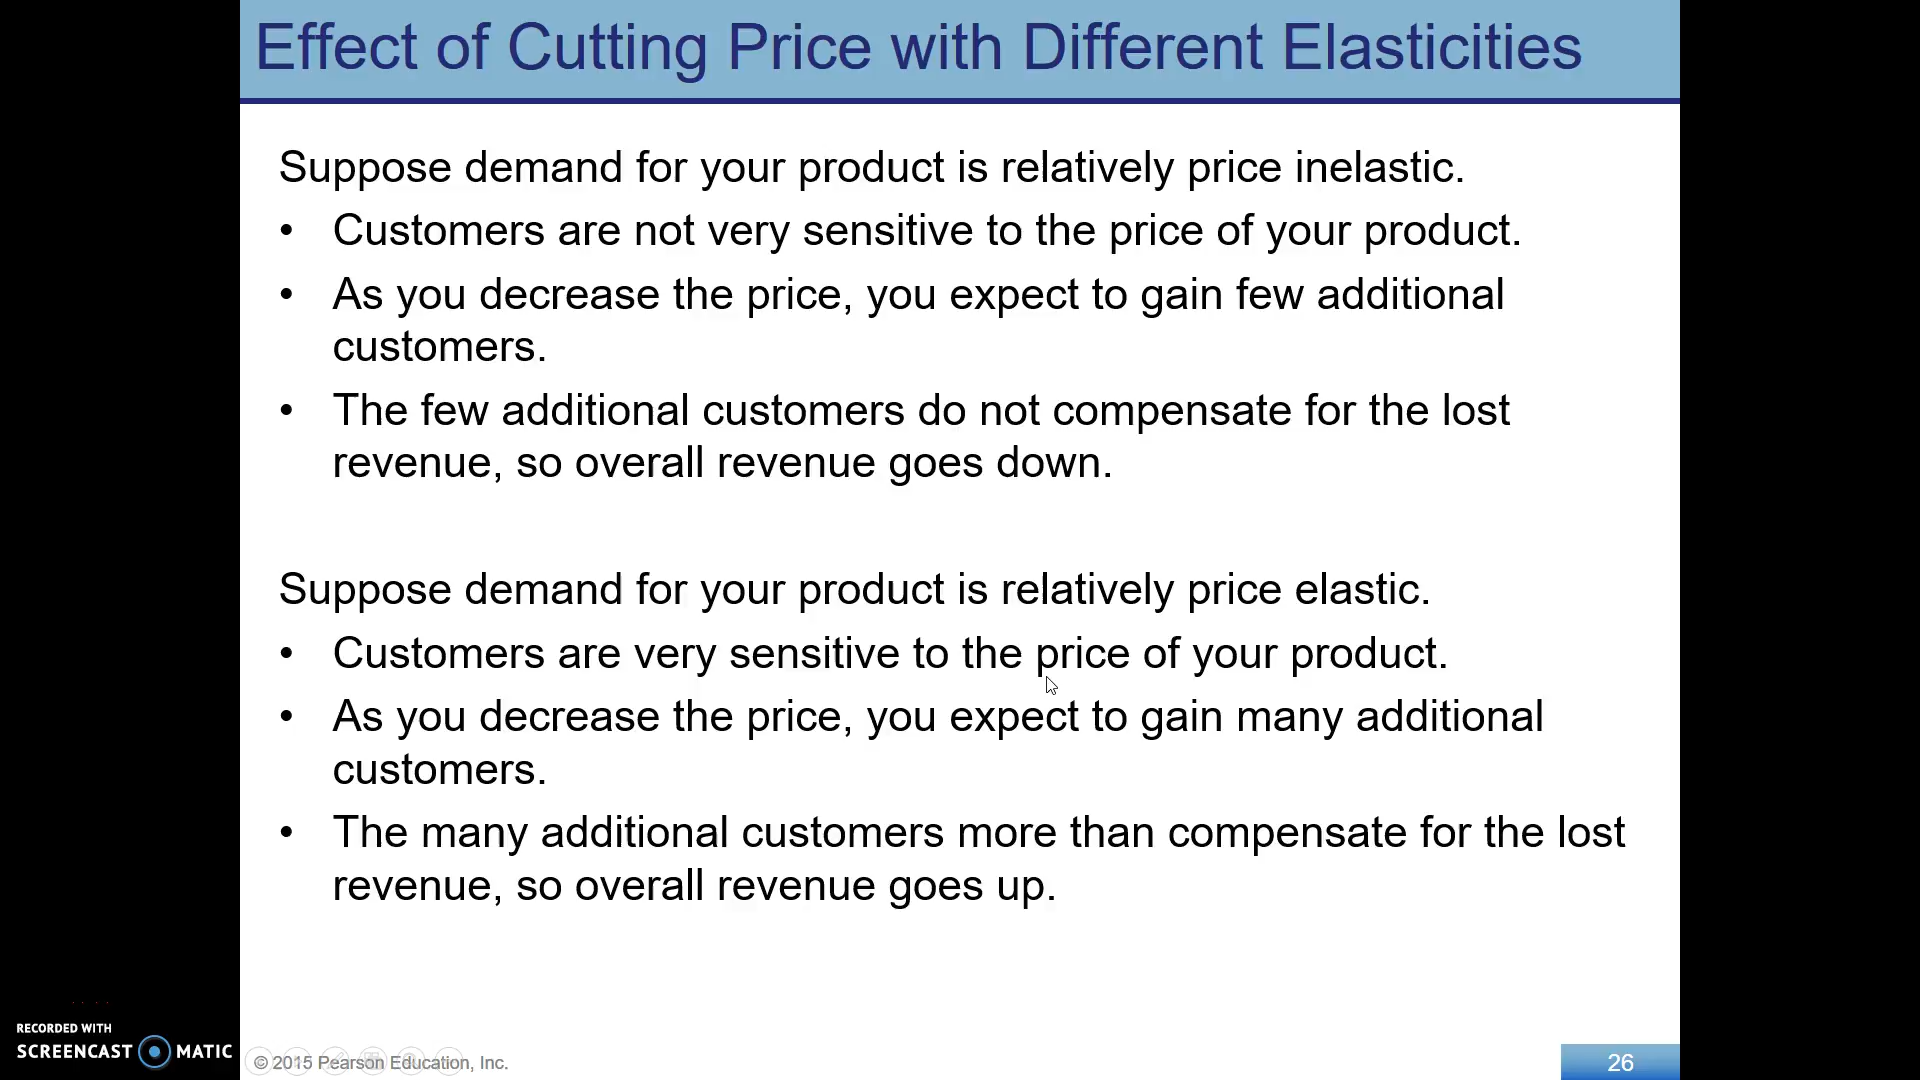 Effect of Cutting Price with Different Elasticities
Suppose demand for your product is relatively price inelastic.
• Customers are not very sensitive to the price of your product.
• As you decrease the price, you expect to gain few additional
customers.
• The few additional customers do not compensate for the lost
revenue, so overall revenue goes down.
Suppose demand for your product is relatively price elastic.
• Customers are very sensitive to the price of your product.
• As you decrease the price, you expect to gain many additional
customers.
• The many additional customers more than compensate for the lost
revenue, so overall revenue goes up.
RECORDED WITH
SCREENCAST MATIC
© 2015 Pearson Education, Inc.
26